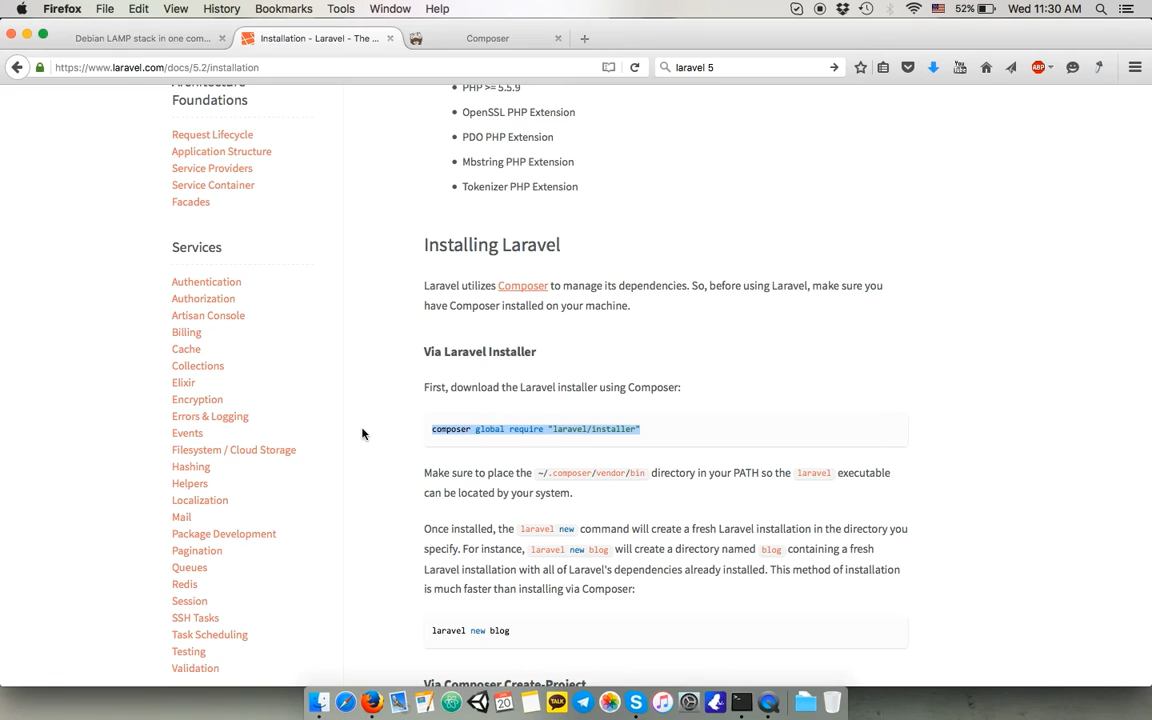 Firefox File Edit View History Bookmarks Tools Window Help 52% Wed 11:30 AM
Debian LAMP stack in one com... Installation - Laravel - The ... Composer
https://www.laravel.com/docs/5.2/installation laravel 5
Foundations
Request Lifecycle
Application Structure
Service Providers
Service Container
Facades
Services
Authentication
Authorization
Artisan Console
Billing
Cache
Collections
Elixir
Encryption
Errors & Logging
Events
Filesystem / Cloud Storage
Hashing
Helpers
Localization
Mail
Package Development
Pagination
Queues
Redis
Session
SSH Tasks
Task Scheduling
Testing
Validation
PHP >= 5.5.9
OpenSSL PHP Extension
PDO PHP Extension
Mbstring PHP Extension
Tokenizer PHP Extension
Installing Laravel
Laravel utilizes Composer to manage its dependencies. So, before using Laravel, make sure you
have Composer installed on your machine.
Via Laravel Installer
First, download the Laravel installer using Composer:
composer global require "laravel/installer"
Make sure to place the ~/.composer/vendor/bin directory in your PATH so the laravel executable
can be located by your system.
Once installed, the laravel new command will create a fresh Laravel installation in the directory you
specify. For instance, laravel new blog will create a directory named blog containing a fresh
Laravel installation with all of Laravel's dependencies already installed. This method of installation
is much faster than installing via Composer:
laravel new blog
Via Composer Create-Project